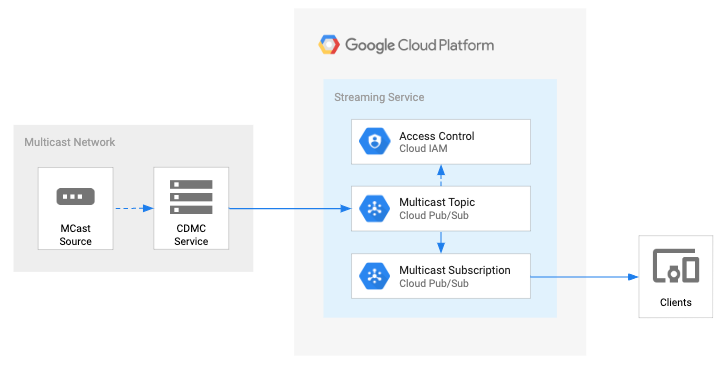 Google Cloud Platform
Streaming Service
Multicast Network
Access Control
Cloud IAM
MCast
Source
CDMC
Service
Multicast Topic
Cloud Pub/Sub
Multicast Subscription
Cloud Pub/Sub
Clients